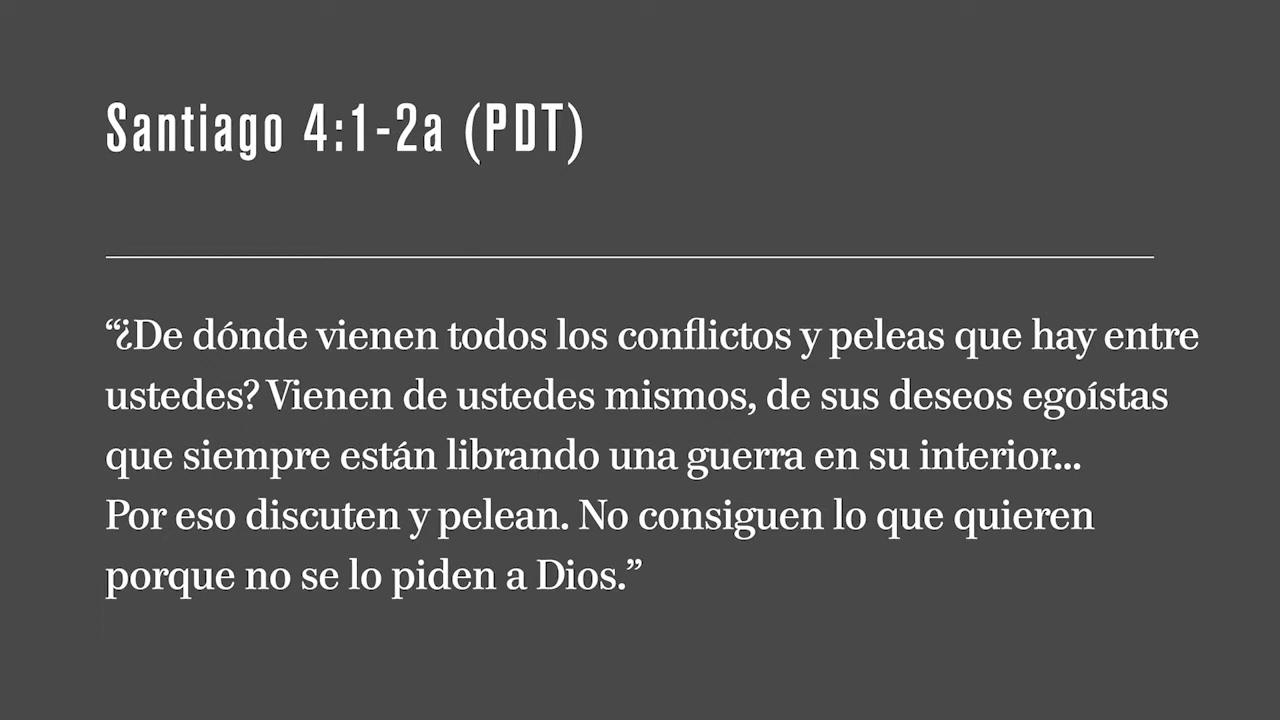 Santiago 4:1-2a (PDT)
“¿De dónde vienen todos los conflictos y peleas que hay entre
ustedes? Vienen de ustedes mismos, de sus deseos egoístas
que siempre están librando una guerra en su interior...
Por eso discuten y pelean. No consiguen lo que quieren
porque no se lo piden a Dios.”